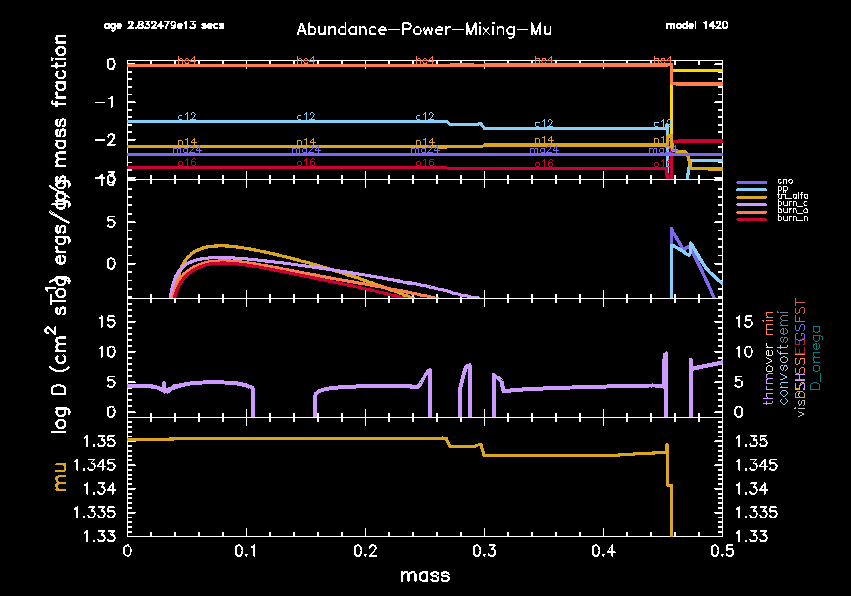 age 2.832479e13 secs
Abundance-Power-Mixing-Mu
model 1420
log mass fraction
0
-1
-2
-3
he4 he4 he4 he4 he4
c12 c12 c12 c12 c12
n14 n14 n14 n14 n14
mg24 mg24 mg24 mg24 mg24
o16 o16 o16 o16 o16
log ergs/g/s
10
5
0
cno
pp
tri_alfa
burn_c
burn_o
burn_n
log D (cm2 s-1)
15
10
5
0
15
10
5
0
thrm over min
conv soft semi
D_omega
mu
1.35
1.345
1.34
1.335
1.33
1.35
1.345
1.34
1.335
1.33
0 0.1 0.2 0.3 0.4 0.5
mass